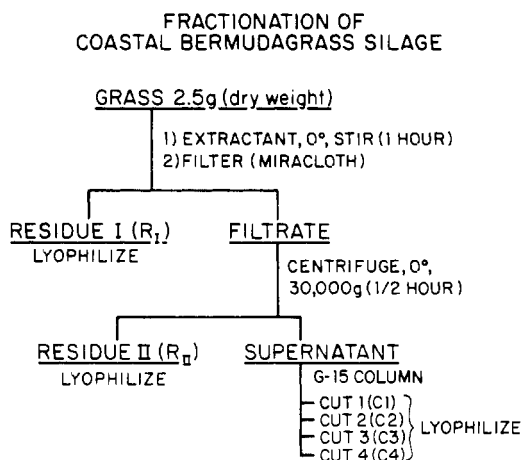 FRACTIONATION OF
COASTAL BERMUDAGRASS SILAGE
GRASS 2.5g (dry weight)
1) EXTRACTANT, 0°, STIR (1 HOUR)
2) FILTER (MIRACLOTH)
RESIDUE I (R_I)
LYOPHILIZE
FILTRATE
CENTRIFUGE, 0°,
30,000g (1/2 HOUR)
RESIDUE II (R_II)
LYOPHILIZE
SUPERNATANT
G-15 COLUMN
CUT 1 (C1)
CUT 2 (C2)
CUT 3 (C3)
CUT 4 (C4)
LYOPHILIZE